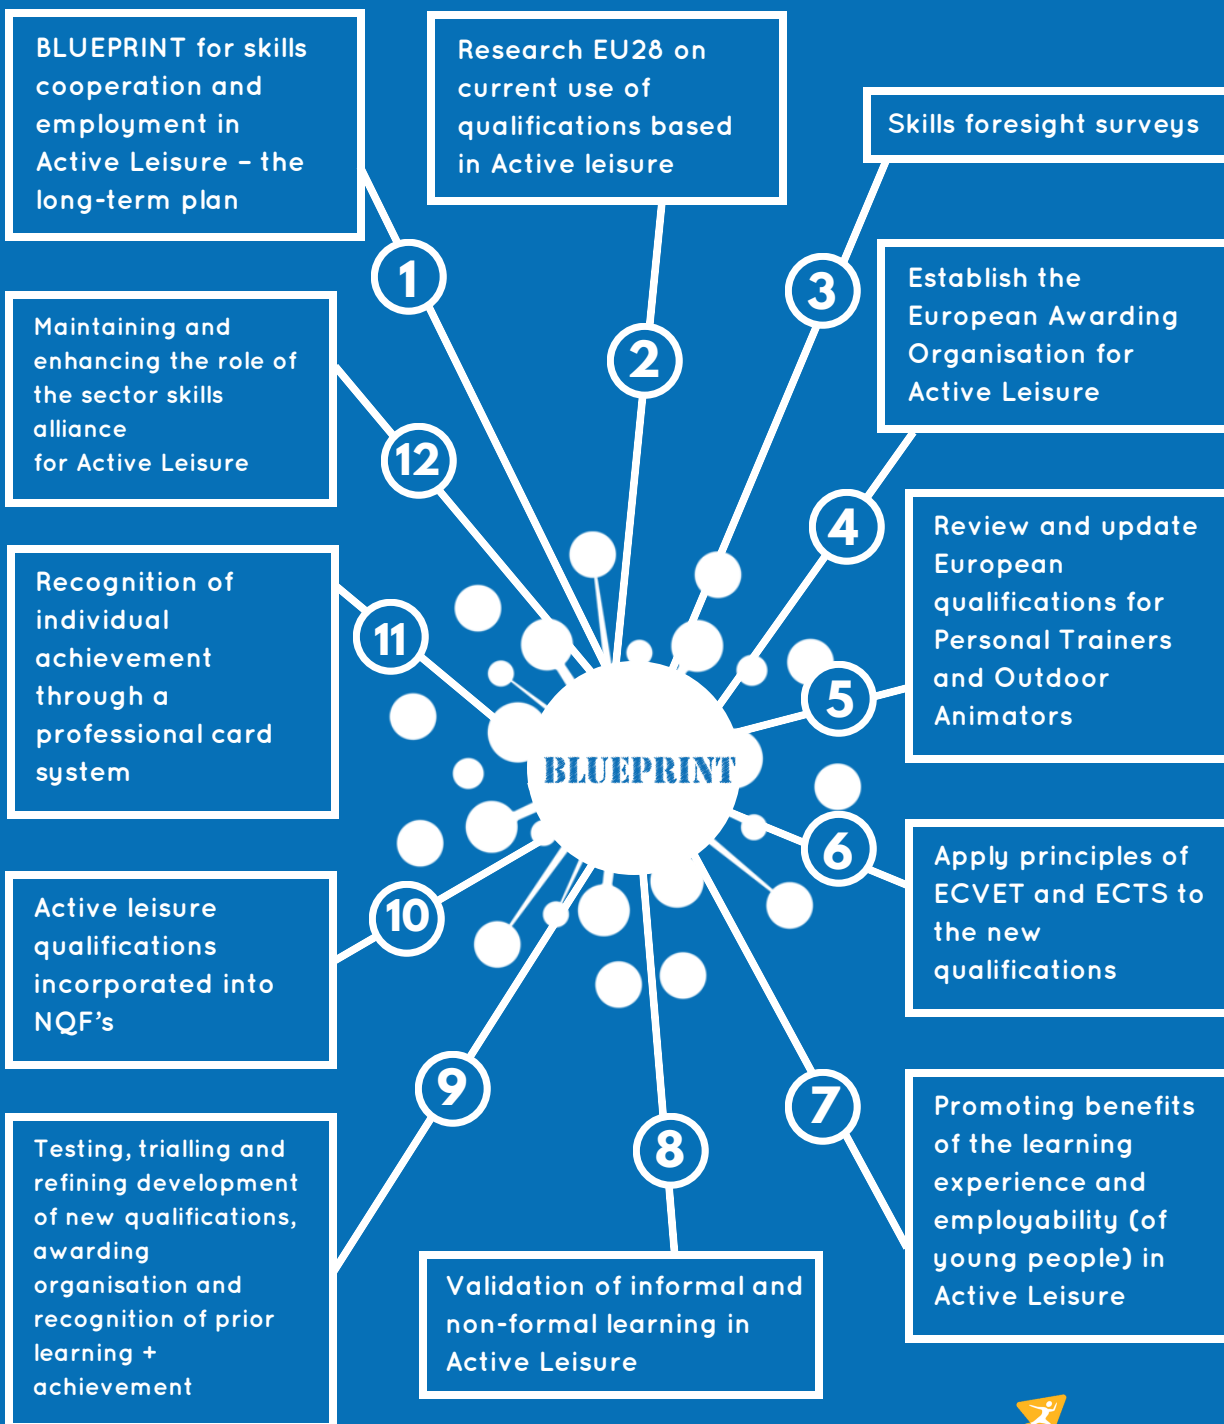 BLUEPRINT for skills
cooperation and
employment in
Active Leisure – the
long-term plan
1
Research EU28 on
current use of
qualifications based
in Active leisure
2
Skills foresight surveys
3
Establish the
European Awarding
Organisation for
Active Leisure
4
Review and update
European
qualifications for
Personal Trainers
and Outdoor
Animators
5
Apply principles of
ECVET and ECTS to
the new
qualifications
6
Promoting benefits
of the learning
experience and
employability (of
young people) in
Active Leisure
7
Validation of informal and
non-formal learning in
Active Leisure
8
Testing, trialling and
refining development
of new qualifications,
awarding
organisation and
recognition of prior
learning +
achievement
9
Active leisure
qualifications
incorporated into
NQF's
10
Recognition of
individual
achievement
through a
professional card
system
11
Maintaining and
enhancing the role of
the sector skills
alliance
for Active Leisure
12
BLUEPRINT